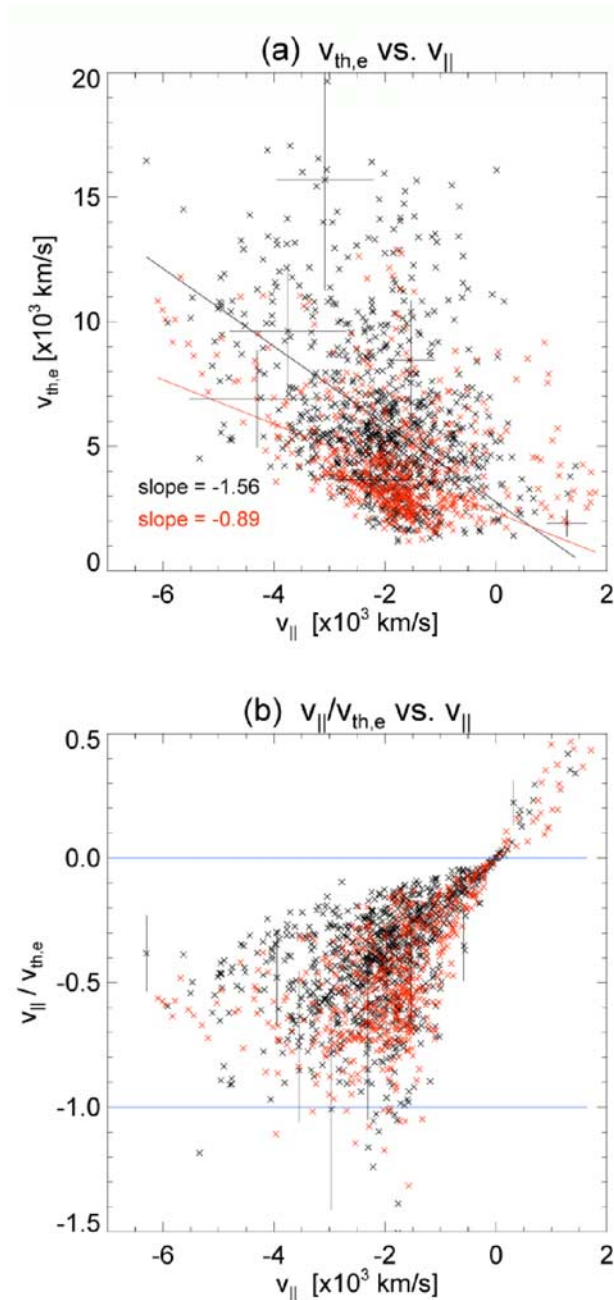 (a) v_th,e vs. v_||
20
15
10
5
0
v_th,e [x10³ km/s]
slope = -1.56
slope = -0.89
-6 -4 -2 0 2
v_|| [x10³ km/s]
(b) v_||/v_th,e vs. v_||
0.5
0.0
-0.5
-1.0
-1.5
v_|| / v_th,e
-6 -4 -2 0 2
v_|| [x10³ km/s]